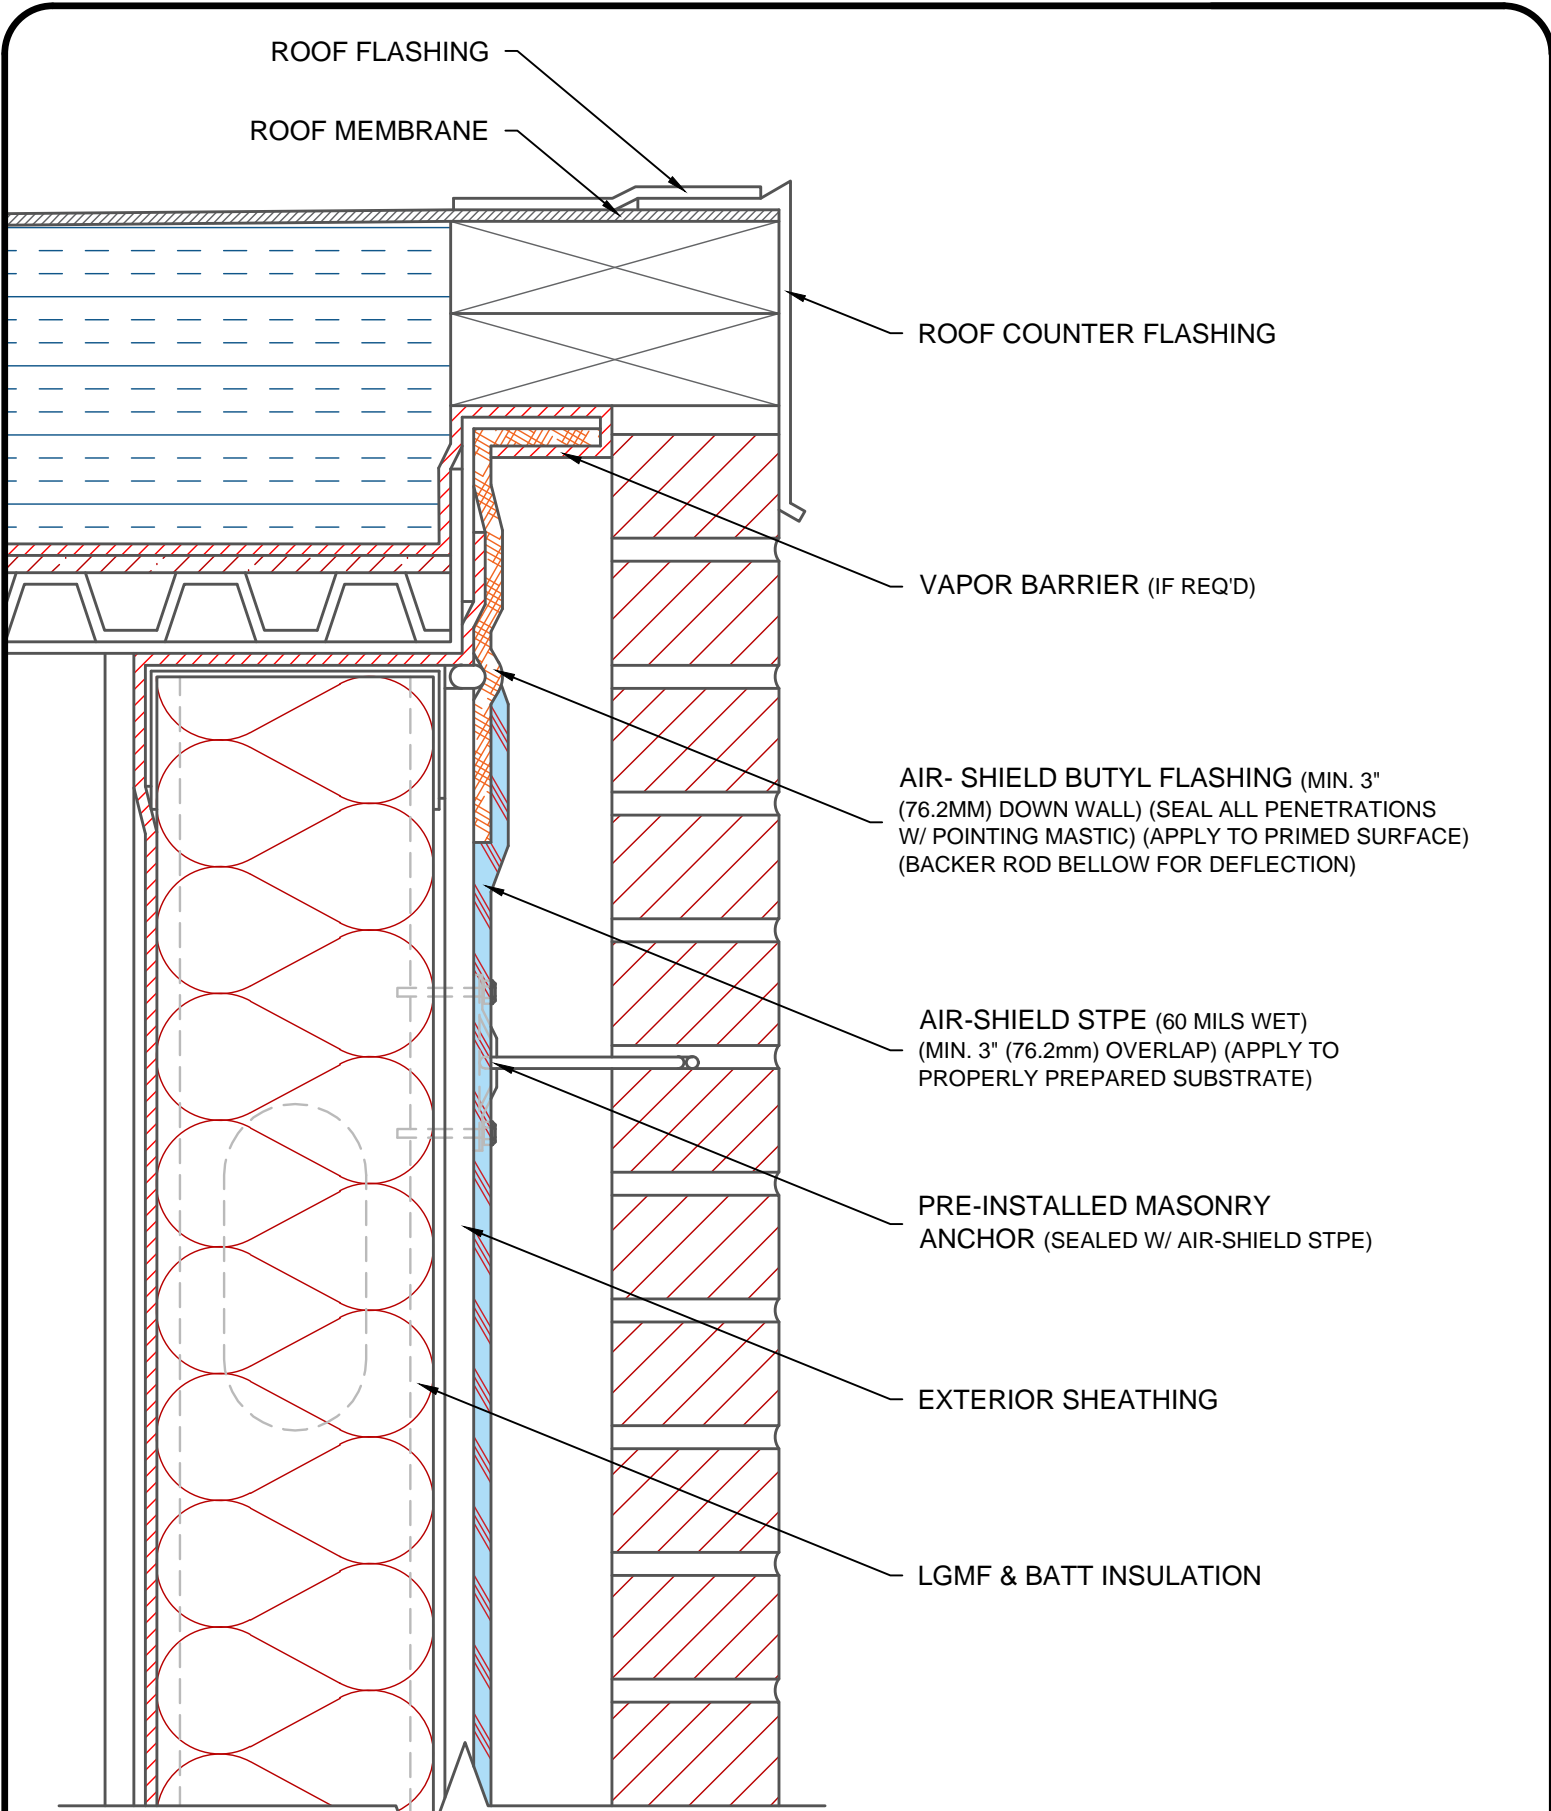 ROOF FLASHING
ROOF MEMBRANE
ROOF COUNTER FLASHING
VAPOR BARRIER (IF REQ'D)
AIR- SHIELD BUTYL FLASHING (MIN. 3"
(76.2MM) DOWN WALL) (SEAL ALL PENETRATIONS
W/ POINTING MASTIC) (APPLY TO PRIMED SURFACE)
(BACKER ROD BELLOW FOR DEFLECTION)
AIR-SHIELD STPE (60 MILS WET)
(MIN. 3" (76.2mm) OVERLAP) (APPLY TO
PROPERLY PREPARED SUBSTRATE)
PRE-INSTALLED MASONRY
ANCHOR (SEALED W/ AIR-SHIELD STPE)
EXTERIOR SHEATHING
LGMF & BATT INSULATION